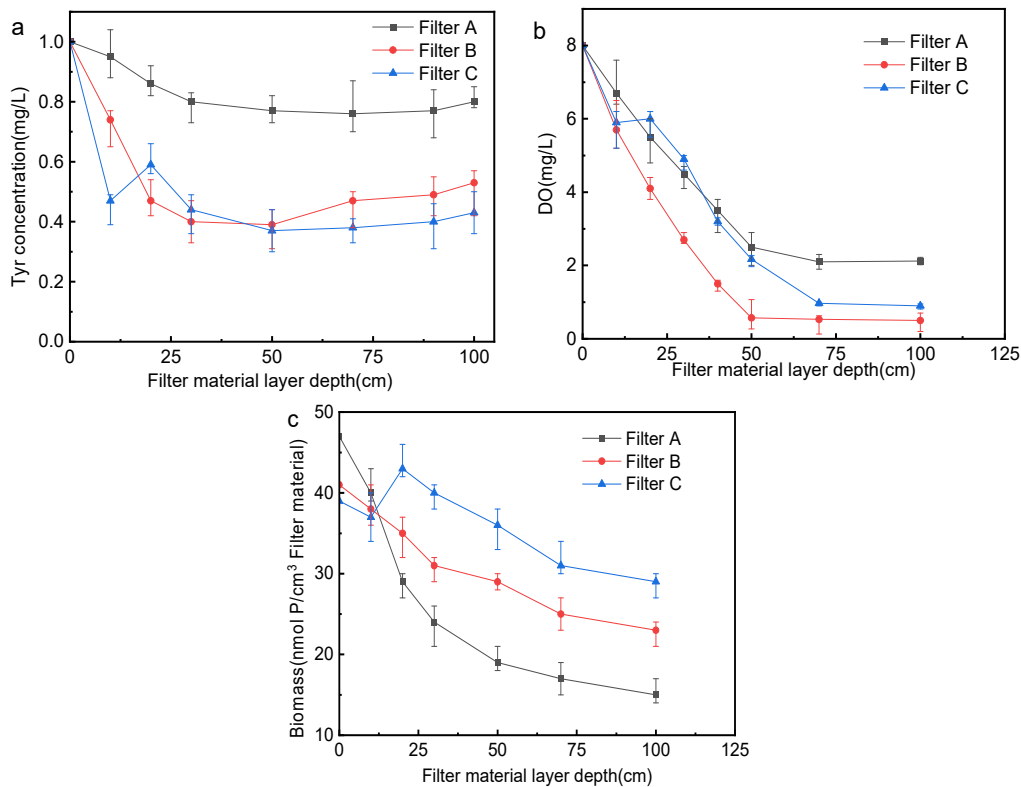 a
Filter A
Filter B
Filter C
Tyr concentration(mg/L)
1.0
0.8
0.6
0.4
0.2
0.0
0 25 50 75 100
Filter material layer depth(cm)
b
Filter A
Filter B
Filter C
DO(mg/L)
8
6
4
2
0
0 25 50 75 100 125
Filter material layer depth(cm)
c
Filter A
Filter B
Filter C
Biomass(nmol P/cm³ Filter material)
50
40
30
20
10
0 25 50 75 100 125
Filter material layer depth(cm)